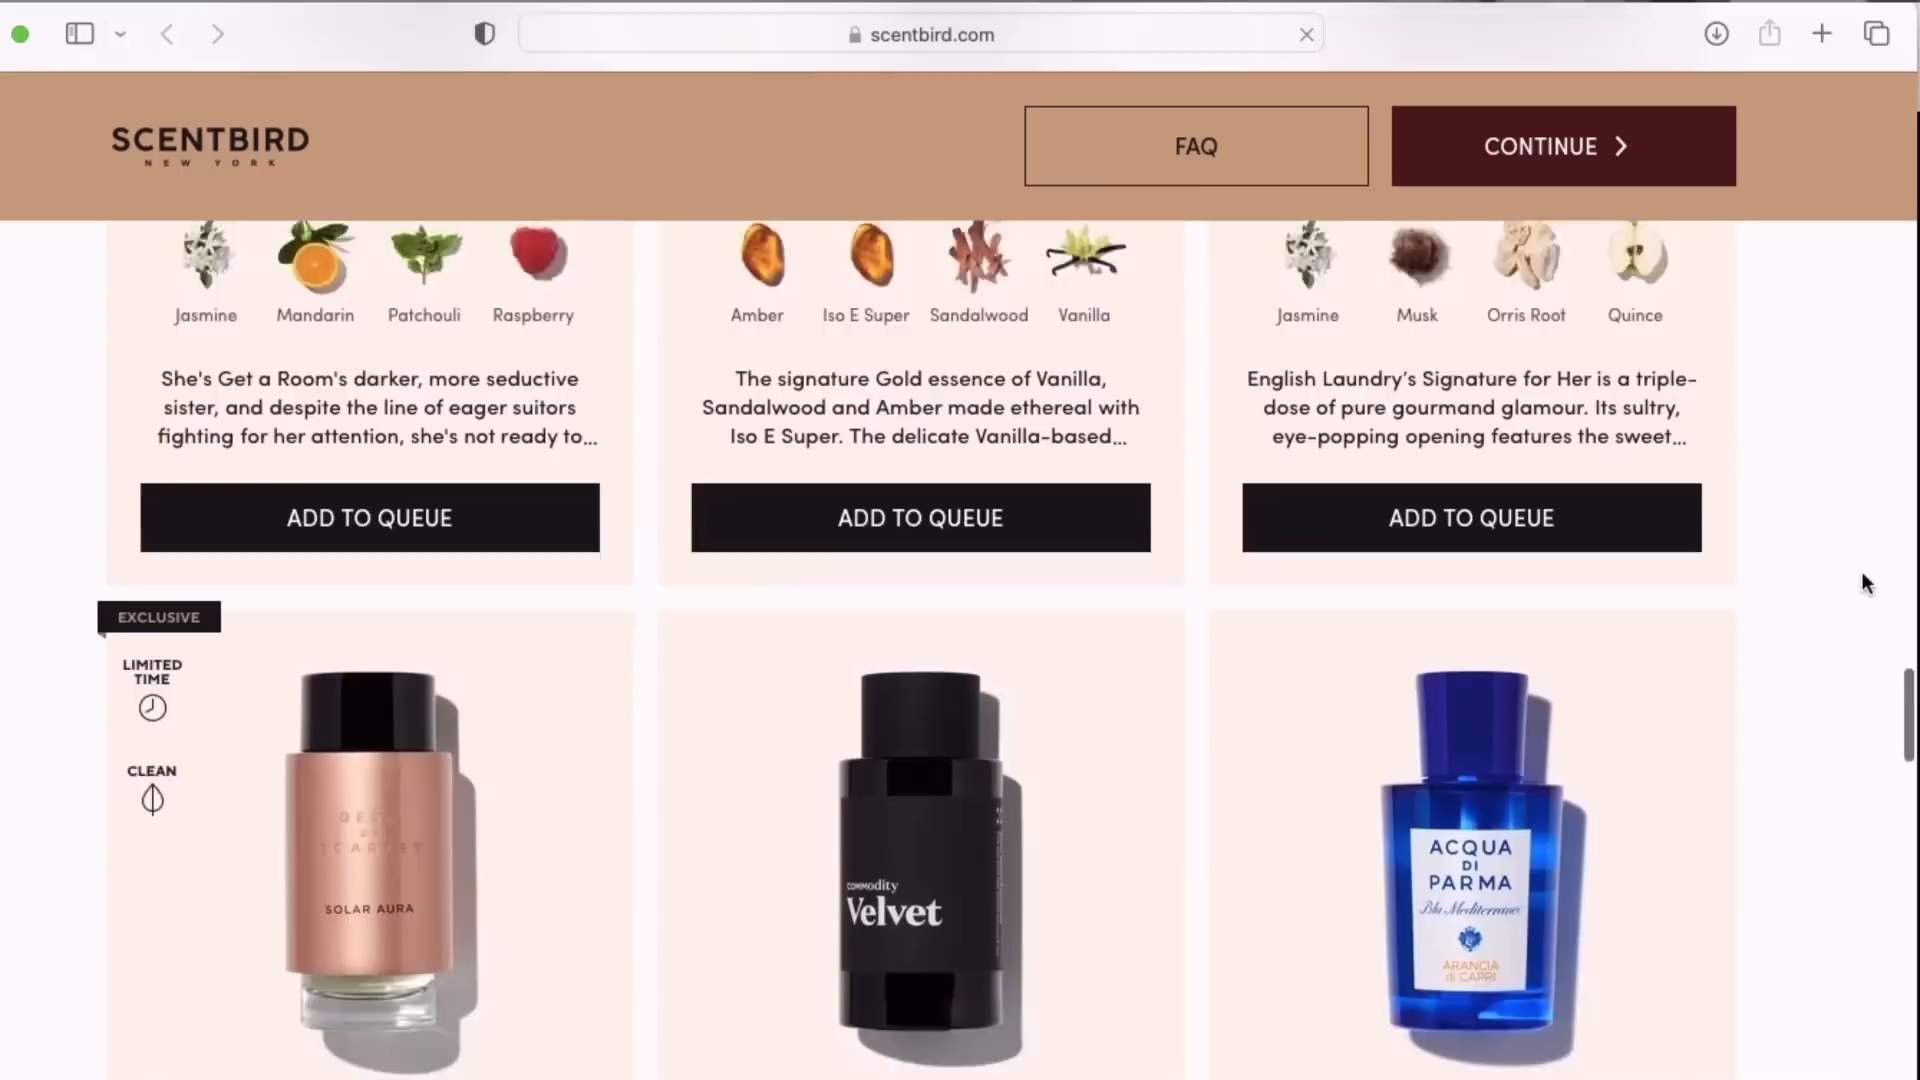 scentbird.com
SCENTBIRD
NEW YORK
FAQ
CONTINUE
Jasmine Mandarin Patchouli Raspberry
She's Get a Room's darker, more seductive
sister, and despite the line of eager suitors
fighting for her attention, she's not ready to...
ADD TO QUEUE
Amber Iso E Super Sandalwood Vanilla
The signature Gold essence of Vanilla,
Sandalwood and Amber made ethereal with
Iso E Super. The delicate Vanilla-based...
ADD TO QUEUE
Jasmine Musk Orris Root Quince
English Laundry’s Signature for Her is a triple-
dose of pure gourmand glamour. Its sultry,
eye-popping opening features the sweet...
ADD TO QUEUE
EXCLUSIVE
LIMITED
TIME
CLEAN
SOLAR AURA
COMModity
Velvet
ACQUA
DI
PARMA
Blu Mediterraneo
ARANCIA
di CAPRI